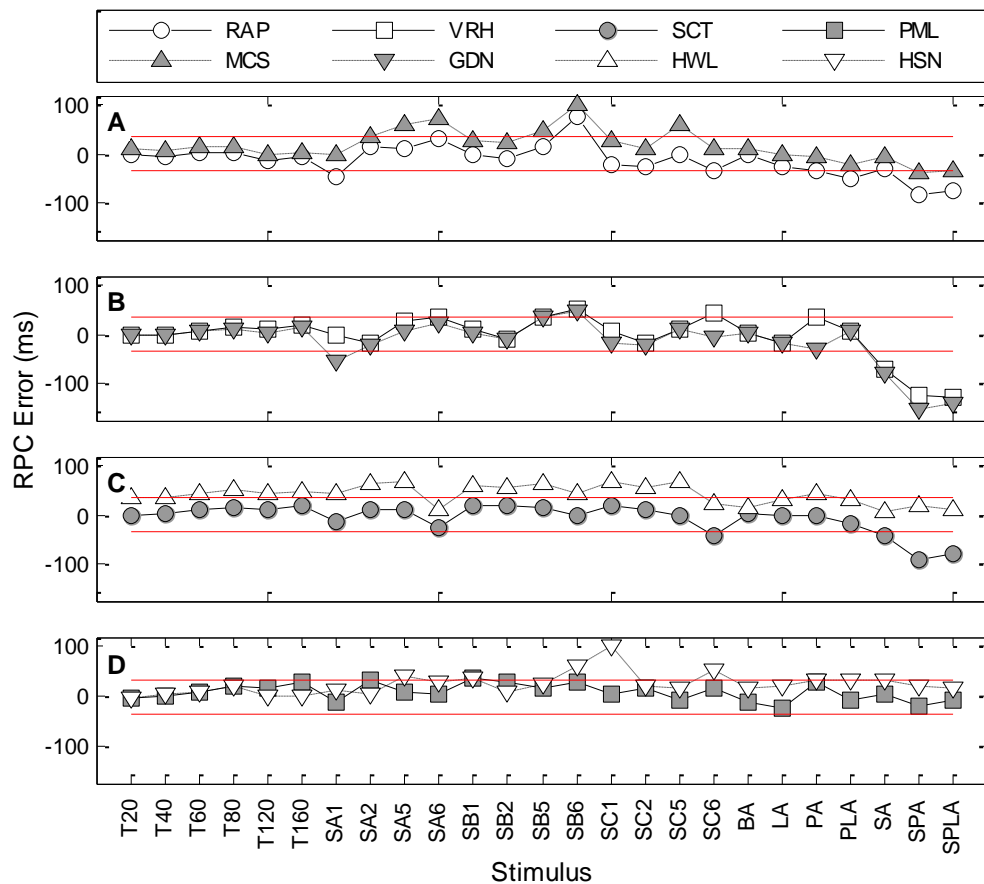 RAP VRH SCT PML
MCS GDN HWL HSN
RPC Error (ms)
A
100
0
-100
B
100
0
-100
C
100
0
-100
D
100
0
-100
T20 T40 T60 T80 T120 T160 SA1 SA2 SA5 SA6 SB1 SB2 SB5 SB6 SC1 SC2 SC5 SC6 BA LA PA PLA SA SPA SPLA
Stimulus